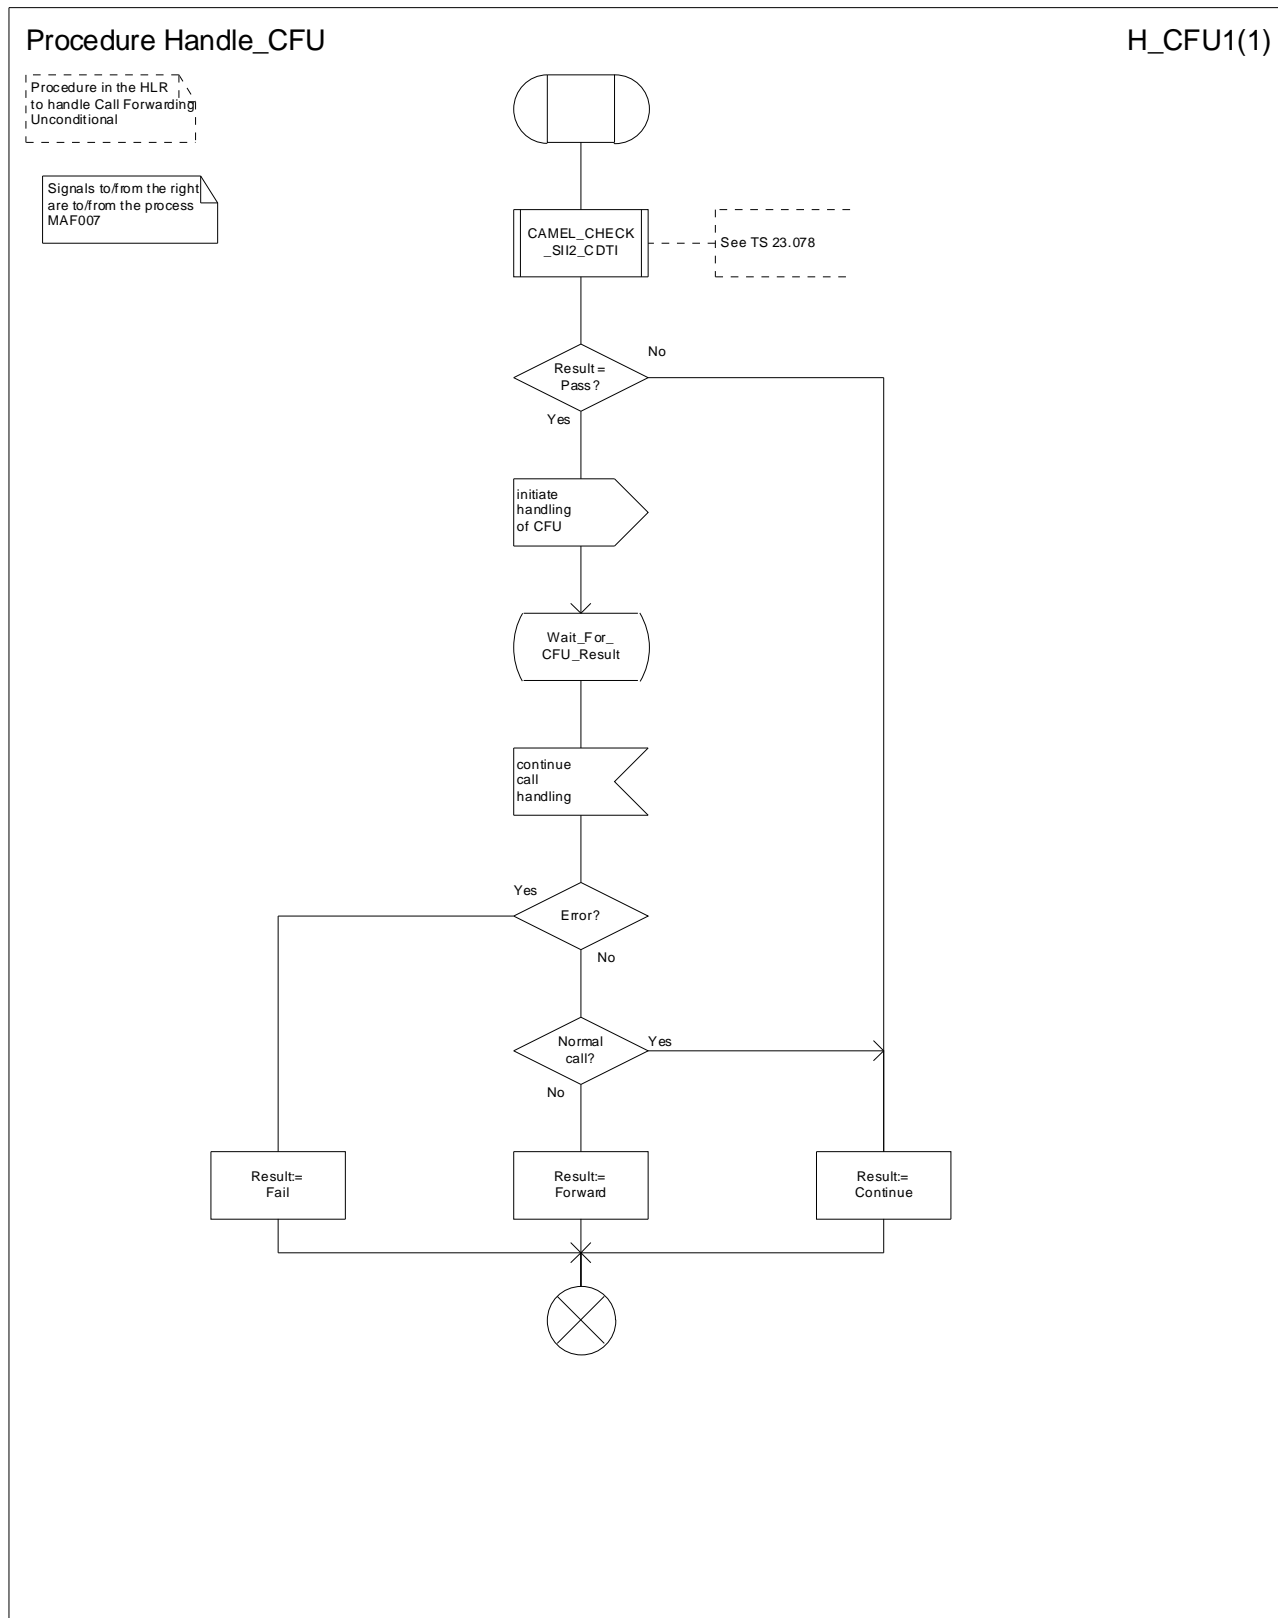 Procedure Handle_CFU
H_CFU1(1)
Procedure in the HLR
to handle Call Forwarding
Unconditional
Signals to/from the right
are to/from the process
MAF007
CAMEL_CHECK
_SII2_CDTI
See TS 23.078
Result =
Pass?
No
Yes
initiate
handling
of CFU
Wait_For_
CFU_Result
continue
call
handling
Yes
Error?
No
Normal
call?
Yes
No
Result:=
Fail
Result:=
Forward
Result:=
Continue